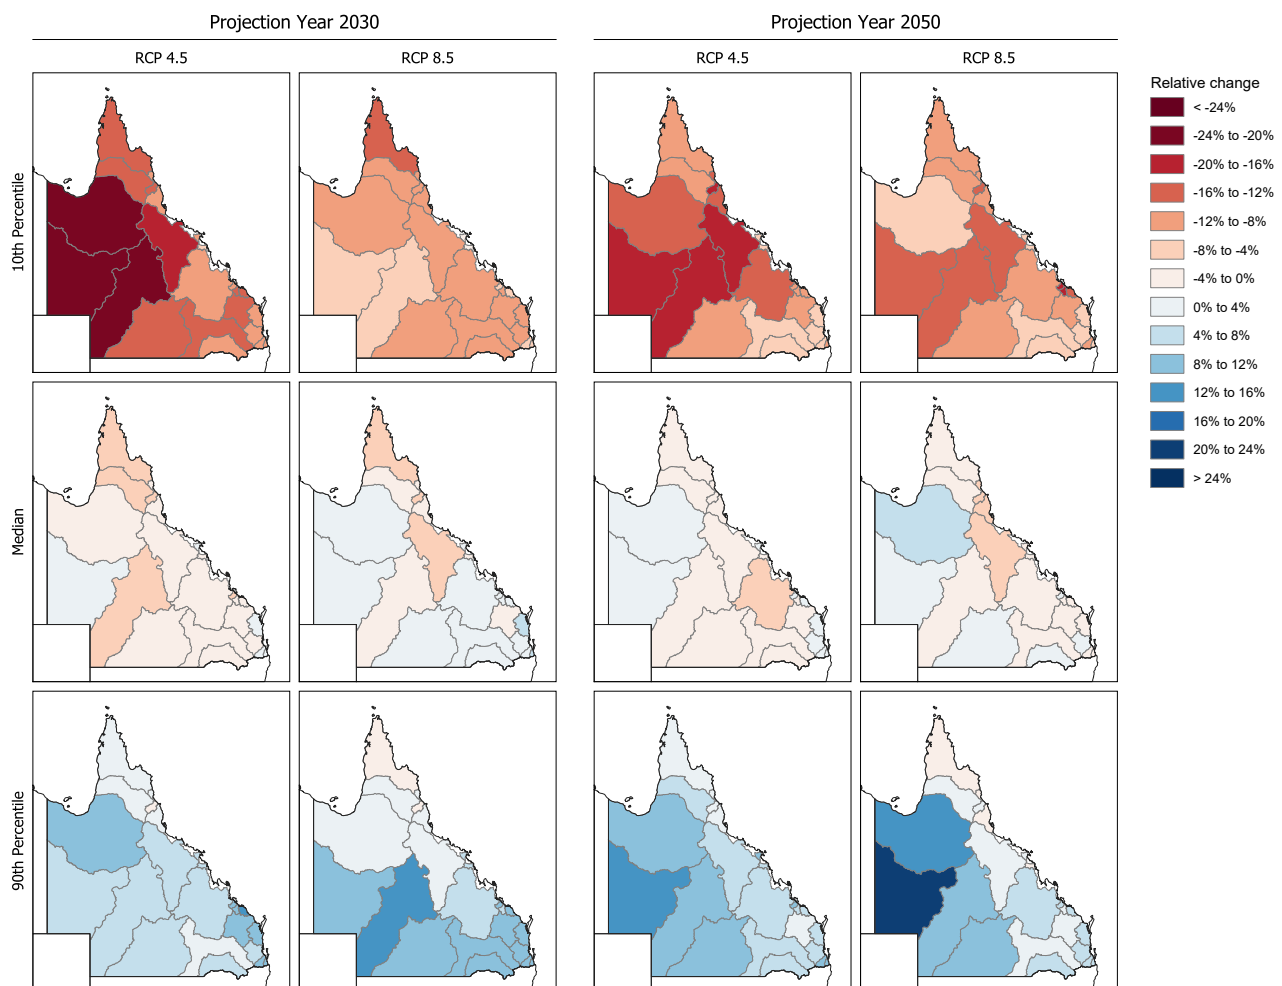 Projection Year 2030
Projection Year 2050
RCP 4.5
RCP 8.5
RCP 4.5
RCP 8.5
10th Percentile
Median
90th Percentile
Relative change
< -24%
-24% to -20%
-20% to -16%
-16% to -12%
-12% to -8%
-8% to -4%
-4% to 0%
0% to 4%
4% to 8%
8% to 12%
12% to 16%
16% to 20%
20% to 24%
> 24%